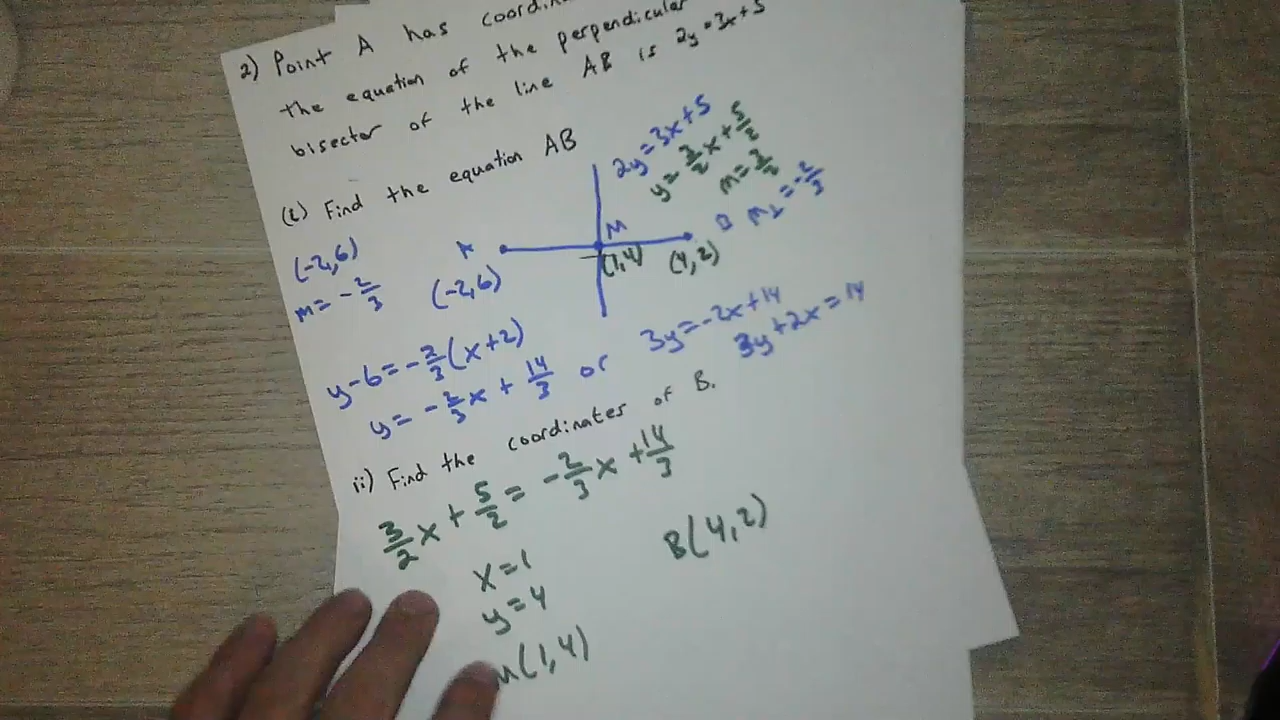 2) Point A has coordin
the equation of the perpendicular
bisector of the line AB is 2y=3x+5
(i) Find the equation AB
2y=3x+5
y=3/2x+5/2
m=3/2
m⊥=-2/3
(-2,6)
m=-2/3
A
M
B
(-2,6)
(1,4)
(4,2)
y-6=-2/3(x+2)
y=-2/3x+14/3 or 3y=-2x+14
3y+2x=14
ii) Find the coordinates of B.
3/2x+5/2=-2/3x+14/3
x=1
y=4
M(1,4)
B(4,2)